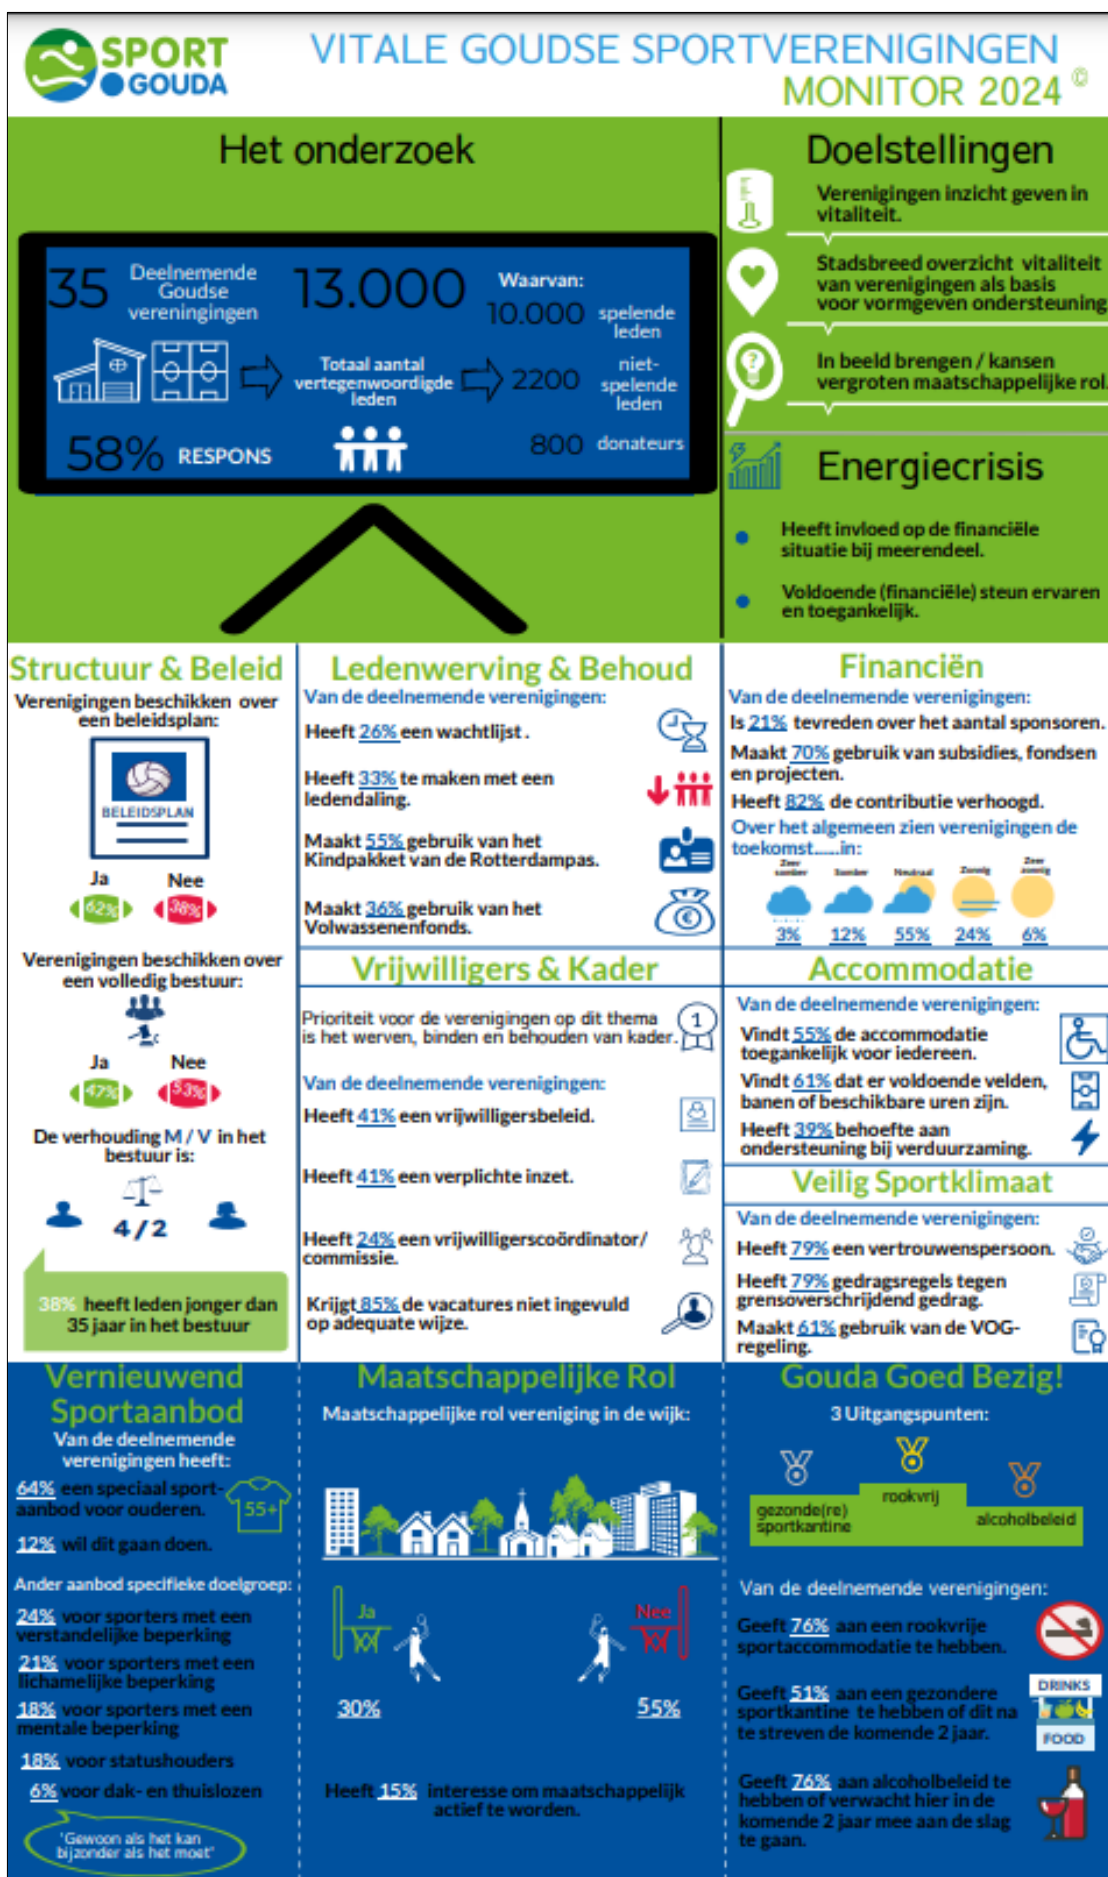 SPORT
GOUDA
VITALE GOUDSE SPORTVERENIGINGEN
MONITOR 2024 ©
Het onderzoek
35
Deelnemende
Goudse
vereningingen
58% RESPONS
13.000
Totaal aantal
vertegenwoordigde
leden
Waarvan:
10.000 spelende
leden
2200 niet-
spelende
leden
800 donateurs
Doelstellingen
Verenigingen inzicht geven in
vitaliteit.
Stadsbreed overzicht vitaliteit
van verenigingen als basis
voor vormgeven ondersteuning.
In beeld brengen / kansen
vergroten maatschappelijke rol.
Energiecrisis
Heeft invloed op de financiële
situatie bij meerendeel.
Voldoende (financiële) steun ervaren
en toegankelijk.
Structuur & Beleid
Verenigingen beschikken over
een beleidsplan:
BELEIDSPLAN
Ja Nee
62% 38%
Verenigingen beschikken over
een volledig bestuur:
Ja Nee
47% 53%
De verhouding M / V in het
bestuur is:
4 / 2
38% heeft leden jonger dan
35 jaar in het bestuur
Ledenwerving & Behoud
Van de deelnemende verenigingen:
Heeft 26% een wachtlijst .
Heeft 33% te maken met een
ledendaling.
Maakt 55% gebruik van het
Kindpakket van de Rotterdampas.
Maakt 36% gebruik van het
Volwassenenfonds.
Vrijwilligers & Kader
Prioriteit voor de verenigingen op dit thema
is het werven, binden en behouden van kader.
1
Van de deelnemende verenigingen:
Heeft 41% een vrijwilligersbeleid.
Heeft 41% een verplichte inzet.
Heeft 24% een vrijwilligerscoördinator/
commissie.
Krijgt 85% de vacatures niet ingevuld
op adequate wijze.
Financiën
Van de deelnemende verenigingen:
Is 21% tevreden over het aantal sponsoren.
Maakt 70% gebruik van subsidies, fondsen
en projecten.
Heeft 82% de contributie verhoogd.
Over het algemeen zien verenigingen de
toekomst......in:
Zeer
somber
Somber
Neutraal
Zonnig
Zeer
zonnig
3% 12% 55% 24% 6%
Accommodatie
Van de deelnemende verenigingen:
Vindt 55% de accommodatie
toegankelijk voor iedereen.
Vindt 61% dat er voldoende velden,
banen of beschikbare uren zijn.
Heeft 39% behoefte aan
ondersteuning bij verduurzaming.
Veilig Sportklimaat
Van de deelnemende verenigingen:
Heeft 79% een vertrouwenspersoon.
Heeft 79% gedragsregels tegen
grensoverschrijdend gedrag.
Maakt 61% gebruik van de VOG-
regeling.
Vernieuwend
Sportaanbod
Van de deelnemende
verenigingen heeft:
64% een speciaal sport-
aanbod voor ouderen.
55+
12% wil dit gaan doen.
Ander aanbod specifieke doelgroep:
24% voor sporters met een
verstandelijke beperking
21% voor sporters met een
lichamelijke beperking
18% voor sporters met een
mentale beperking
18% voor statushouders
6% voor dak- en thuislozen
'Gewoon als het kan
bijzonder als het moet'
Maatschappelijke Rol
Maatschappelijke rol vereniging in de wijk:
Ja Nee
30% 55%
Heeft 15% interesse om maatschappelijk
actief te worden.
Gouda Goed Bezig!
3 Uitgangspunten:
gezonde(re)
sportkantine
rookvrij
alcoholbeleid
Van de deelnemende verenigingen:
Geeft 76% aan een rookvrije
sportaccommodatie te hebben.
Geeft 51% aan een gezondere
sportkantine te hebben of dit na
te streven de komende 2 jaar.
DRINKS
FOOD
Geeft 76% aan alcoholbeleid te
hebben of verwacht hier in de
komende 2 jaar mee aan de slag
te gaan.